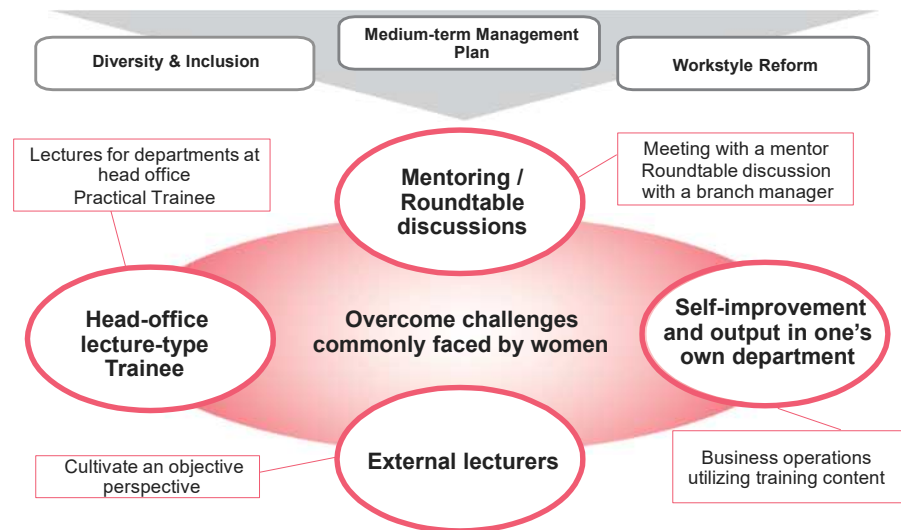 Medium-term Management
Plan
Diversity & Inclusion
Workstyle Reform
Lectures for departments at
head office
Practical Trainee
Mentoring /
Roundtable
discussions
Meeting with a mentor
Roundtable discussion
with a branch manager
Head-office
lecture-type
Trainee
Overcome challenges
commonly faced by women
Self-improvement
and output in one's
own department
Cultivate an objective
perspective
External lecturers
Business operations
utilizing training content